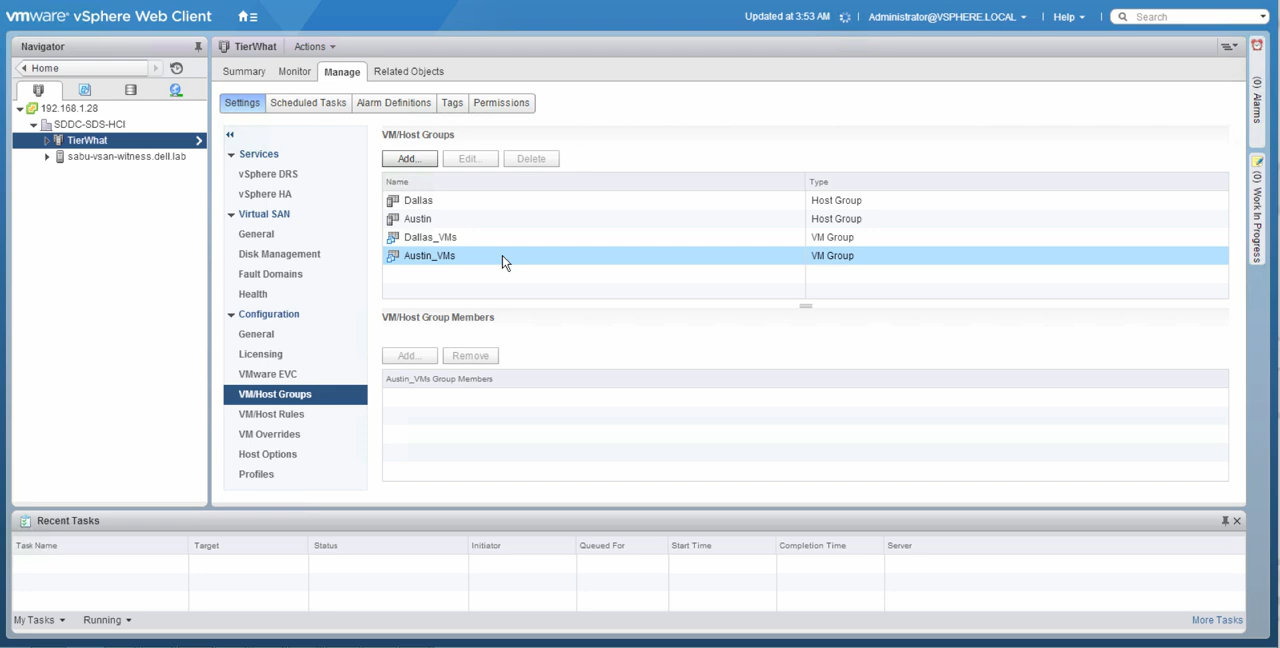 vmware® vSphere Web Client
Updated at 3:53 AM
Administrator@VSPHERE.LOCAL
Help
Search
Navigator
Home
192.168.1.28
SDDC-SDS-HCI
TierWhat
sabu-vsan-witness.dell.lab
TierWhat Actions
Summary Monitor Manage Related Objects
Settings Scheduled Tasks Alarm Definitions Tags Permissions
Services
vSphere DRS
vSphere HA
Virtual SAN
General
Disk Management
Fault Domains
Health
Configuration
General
Licensing
VMware EVC
VM/Host Groups
VM/Host Rules
VM Overrides
Host Options
Profiles
VM/Host Groups
Add... Edit... Delete
Name Type
Dallas Host Group
Austin Host Group
Dallas_VMs VM Group
Austin_VMs VM Group
VM/Host Group Members
Add... Remove
Austin_VMs Group Members
(0) Alarms
(0) Work In Progress
Recent Tasks
Task Name Target Status Initiator Queued For Start Time Completion Time Server
My Tasks Running More Tasks